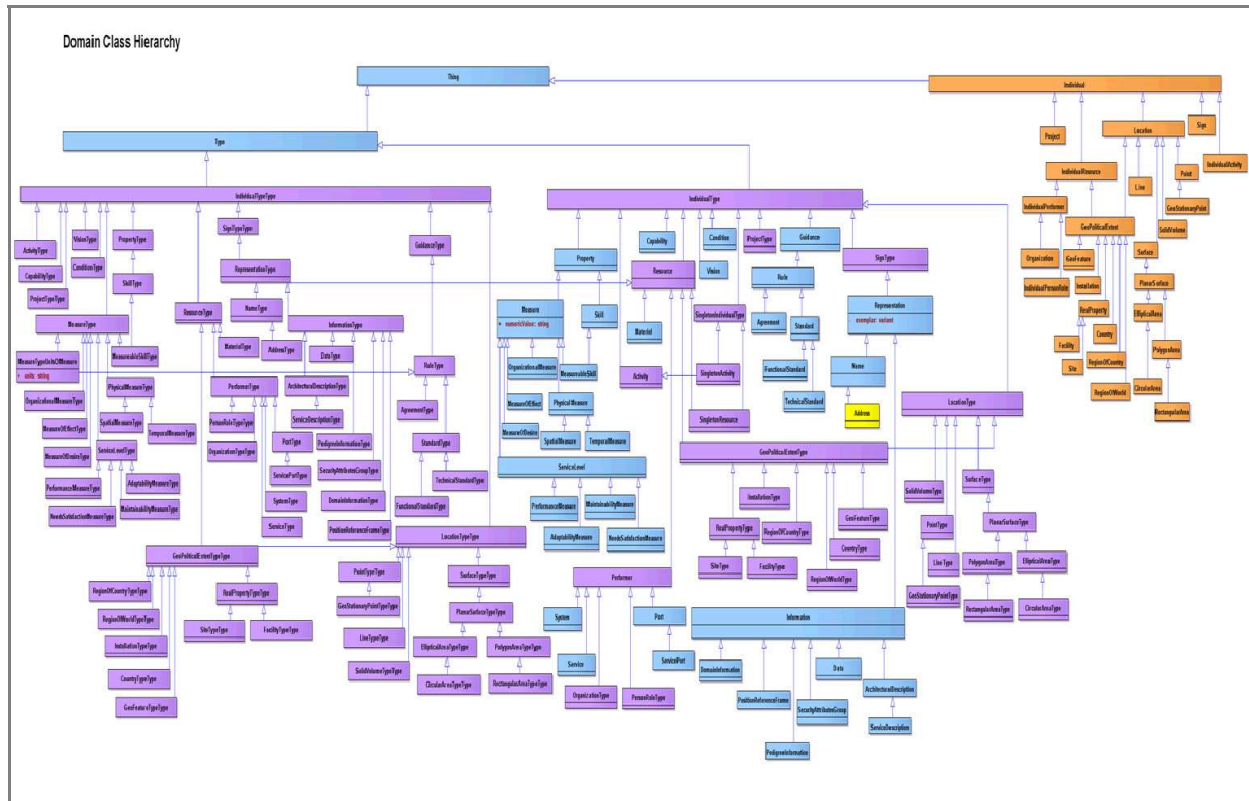 Domain Class Hierarchy
Thing
Individual
Type
Project
Location
Sign
IndividualActivity
IndividualResource
Line
Point
GeoStationaryPoint
IndividualPerformer
SolidVolume
GeoPoliticalExtent
Organization
GeoFeature
Surface
IndividualPersonRole
Installation
PlanarSurface
RealProperty
EllipticalArea
Country
Facility
RegionOfCountry
PolygonArea
Site
CircularArea
RegionOfWorld
RectangularArea
IndividualTypeType
ActivityType
VisionType
PropertyType
SignTypeType
GuidanceType
CapabilityType
ConditionType
SkillType
RepresentationType
ProjectTypeType
ResourceType
NameType
InformationType
MeasureType
MaterialType
AddressType
DataType
MeasureTypeUnitsOfMeasure
+ units: string
MeasureableSkillType
RuleType
OrganizationalMeasureType
PhysicalMeasureType
PerformerType
ArchitecturalDescriptionType
SpatialMeasureType
PersonRoleTypeType
ServiceDescriptionType
AgreementType
MeasureOfEffectType
TemporalMeasureType
OrganizationTypeType
PortType
PedigreeInformationType
StandardType
MeasureOfDesireType
ServiceLevelType
ServicePortType
SecurityAttributesGroupType
TechnicalStandardType
PerformanceMeasureType
AdaptabilityMeasureType
SystemType
DomainInformationType
FunctionalStandardType
NeedsSatisfactionMeasureType
MaintainabilityMeasureType
ServiceType
PositionReferenceFrameType
GeoPoliticalExtentTypeType
LocationTypeType
RegionOfCountryTypeType
RealPropertyTypeType
PointTypeType
SurfaceTypeType
RegionOfWorldTypeType
GeoStationaryPointTypeType
PlanarSurfaceTypeType
InstallationTypeType
SiteTypeType
FacilityTypeType
LineTypeType
EllipticalAreaTypeType
PolygonAreaTypeType
CountryTypeType
SolidVolumeTypeType
CircularAreaTypeType
RectangularAreaTypeType
GeoFeatureTypeType
IndividualType
Capability
Condition
ProjectType
Guidance
Property
Resource
Vision
SignType
Rule
Measure
+ numericValue: string
Skill
Material
SingletonIndividualType
Agreement
Standard
Representation
exemplar: variant
OrganizationalMeasure
MeasureableSkill
Activity
SingletonActivity
FunctionalStandard
Name
MeasureOfEffect
PhysicalMeasure
SingletonResource
TechnicalStandard
Address
MeasureOfDesire
SpatialMeasure
TemporalMeasure
LocationType
ServiceLevel
GeoPoliticalExtentType
PerformanceMeasure
MaintainabilityMeasure
InstallationType
SolidVolumeType
SurfaceType
AdaptabilityMeasure
NeedsSatisfactionMeasure
RealPropertyType
RegionOfCountryType
GeoFeatureType
PointType
PlanarSurfaceType
SiteType
FacilityType
CountryType
Line Type
PolygonAreaType
EllipticalAreaType
RegionOfWorldType
GeoStationaryPointType
RectangularAreaType
CircularAreaType
Performer
System
Port
Information
Service
ServicePort
DomainInformation
Data
OrganizationType
PersonRoleType
PositionReferenceFrame
SecurityAttributesGroup
ArchitecturalDescription
ServiceDescription
PedigreeInformation